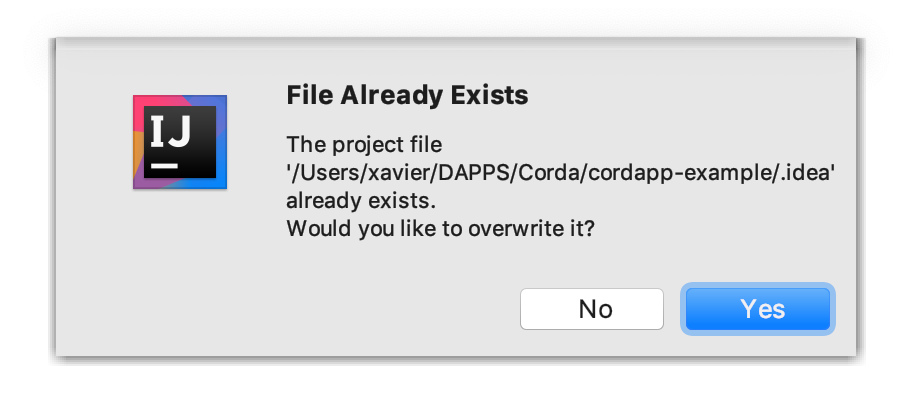 IJ
File Already Exists
The project file
'/Users/xavier/DAPPS/Corda/cordapp-example/.idea'
already exists.
Would you like to overwrite it?
No
Yes